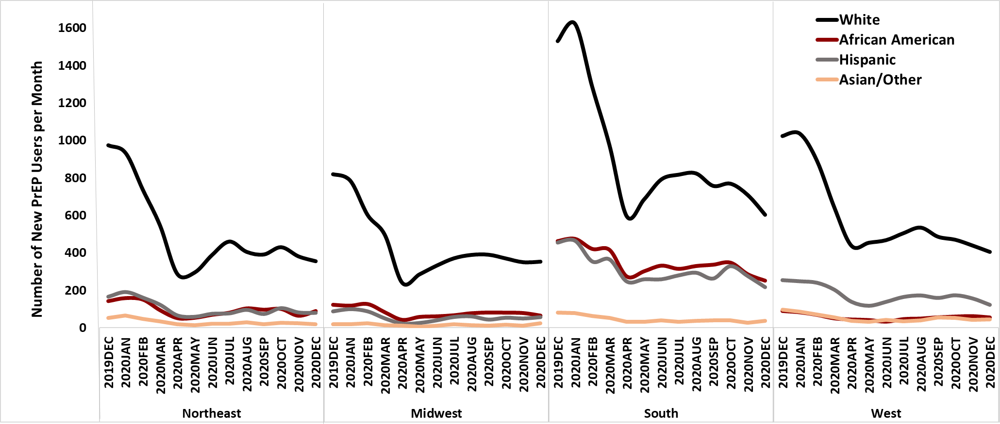 Number of New PrEP Users per Month
1600
1400
1200
1000
800
600
400
200
0
White
African American
Hispanic
Asian/Other
2019DEC
2020JAN
2020FEB
2020MAR
2020APR
2020MAY
2020JUN
2020JUL
2020AUG
2020SEP
2020OCT
2020NOV
2020DEC
2019DEC
2020JAN
2020FEB
2020MAR
2020APR
2020MAY
2020JUN
2020JUL
2020AUG
2020SEP
2020OCT
2020NOV
2020DEC
2019DEC
2020JAN
2020FEB
2020MAR
2020APR
2020MAY
2020JUN
2020JUL
2020AUG
2020SEP
2020OCT
2020NOV
2020DEC
2019DEC
2020JAN
2020FEB
2020MAR
2020APR
2020MAY
2020JUN
2020JUL
2020AUG
2020SEP
2020OCT
2020NOV
2020DEC
Northeast
Midwest
South
West